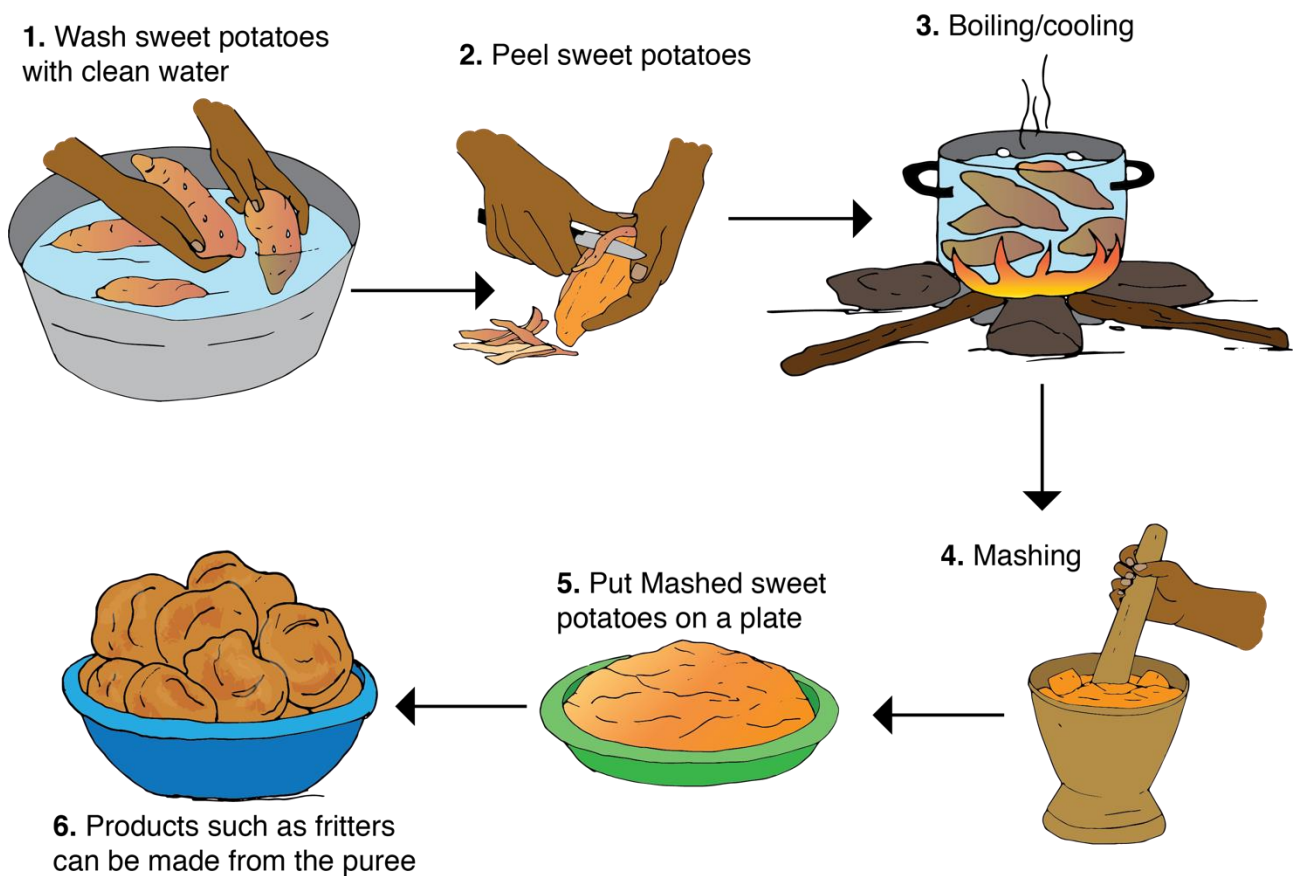 1. Wash sweet potatoes
with clean water
2. Peel sweet potatoes
3. Boiling/cooling
4. Mashing
5. Put Mashed sweet
potatoes on a plate
6. Products such as fritters
can be made from the puree